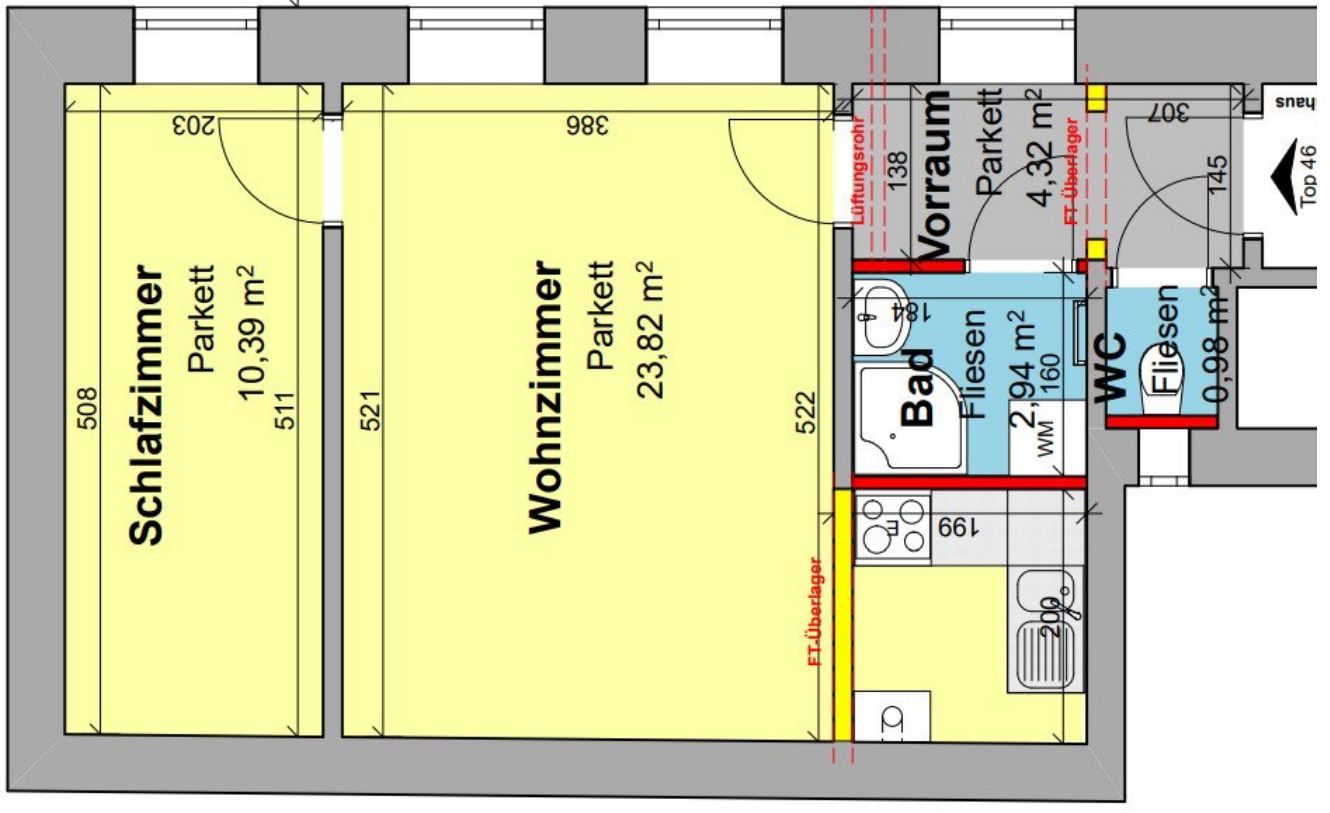 Schlafzimmer
Parkett
10,39 m²
203
508
511
Wohnzimmer
Parkett
23,82 m²
386
521
522
FT-Überlager
Lüftungsrohr
138
Vorraum
Parkett
4,32 m²
FT-Überlager
307
145
Top 46
Bad
Fliesen
2,94 m²
184
160
WM
WC
Fliesen
0,98 m²
E
199
200